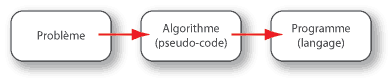 Problème
Algorithme
(pseudo-code)
Programme
(langage)